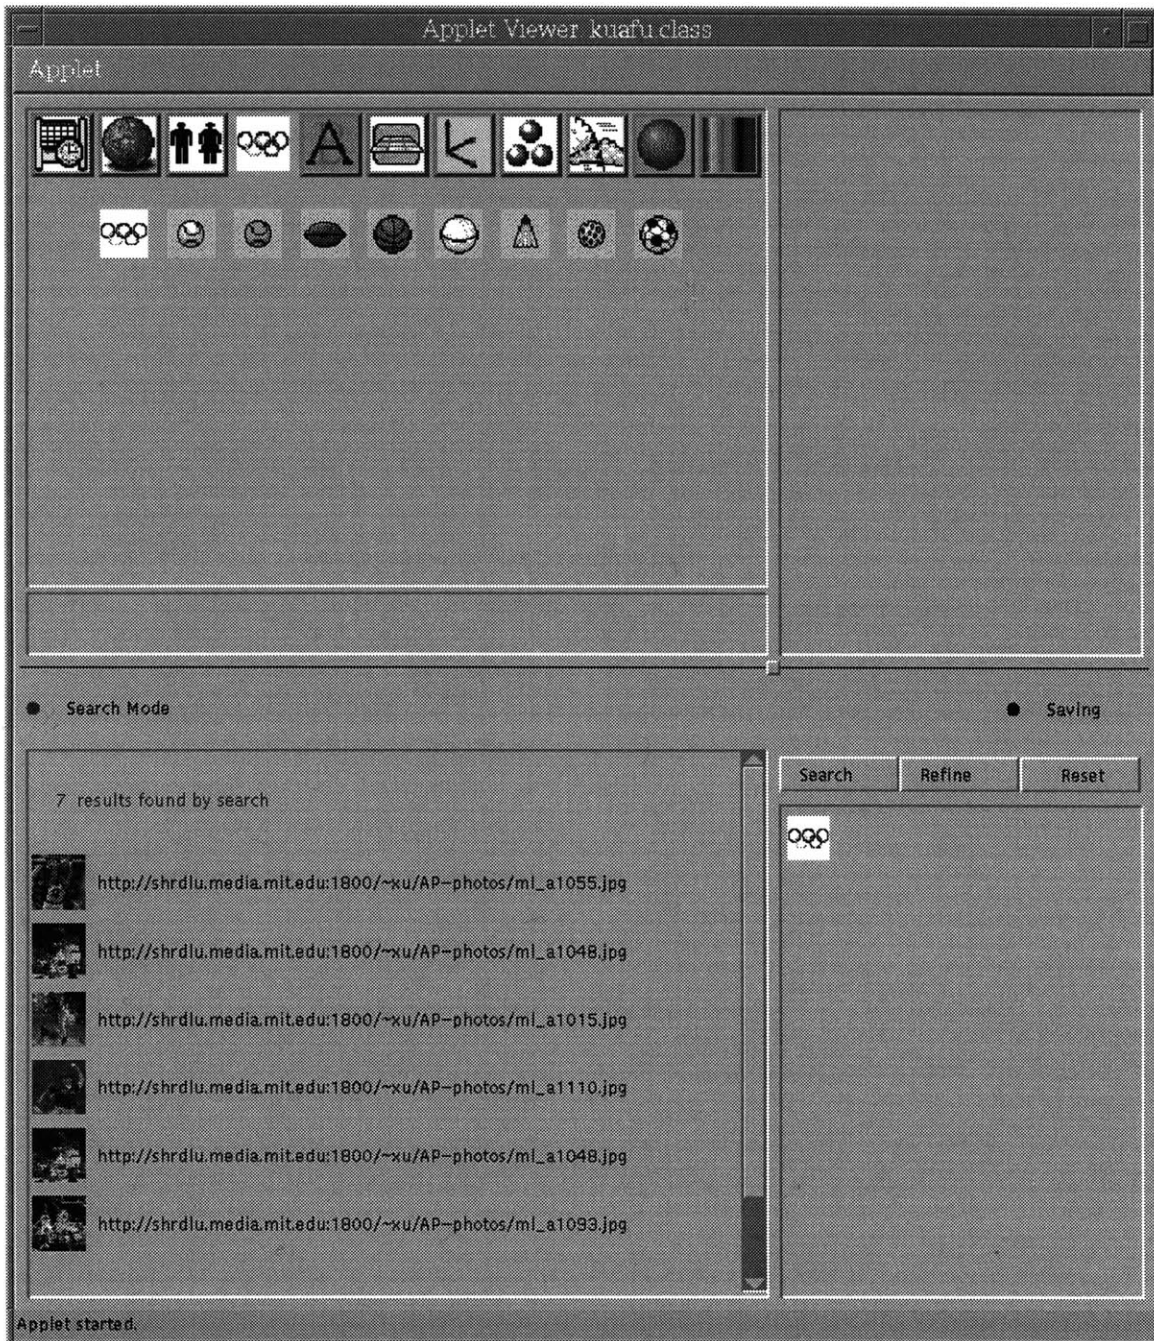 Applet Viewer kuafu class
Applet
A
Search Mode
Saving
Search
Refine
Reset
7 results found by search
http://shrdlu.media.mit.edu:1800/~xu/AP-photos/ml_a1055.jpg
http://shrdlu.media.mit.edu:1800/~xu/AP-photos/ml_a1048.jpg
http://shrdlu.media.mit.edu:1800/~xu/AP-photos/ml_a1015.jpg
http://shrdlu.media.mit.edu:1800/~xu/AP-photos/ml_a1110.jpg
http://shrdlu.media.mit.edu:1800/~xu/AP-photos/ml_a1048.jpg
http://shrdlu.media.mit.edu:1800/~xu/AP-photos/ml_a1093.jpg
Applet started.